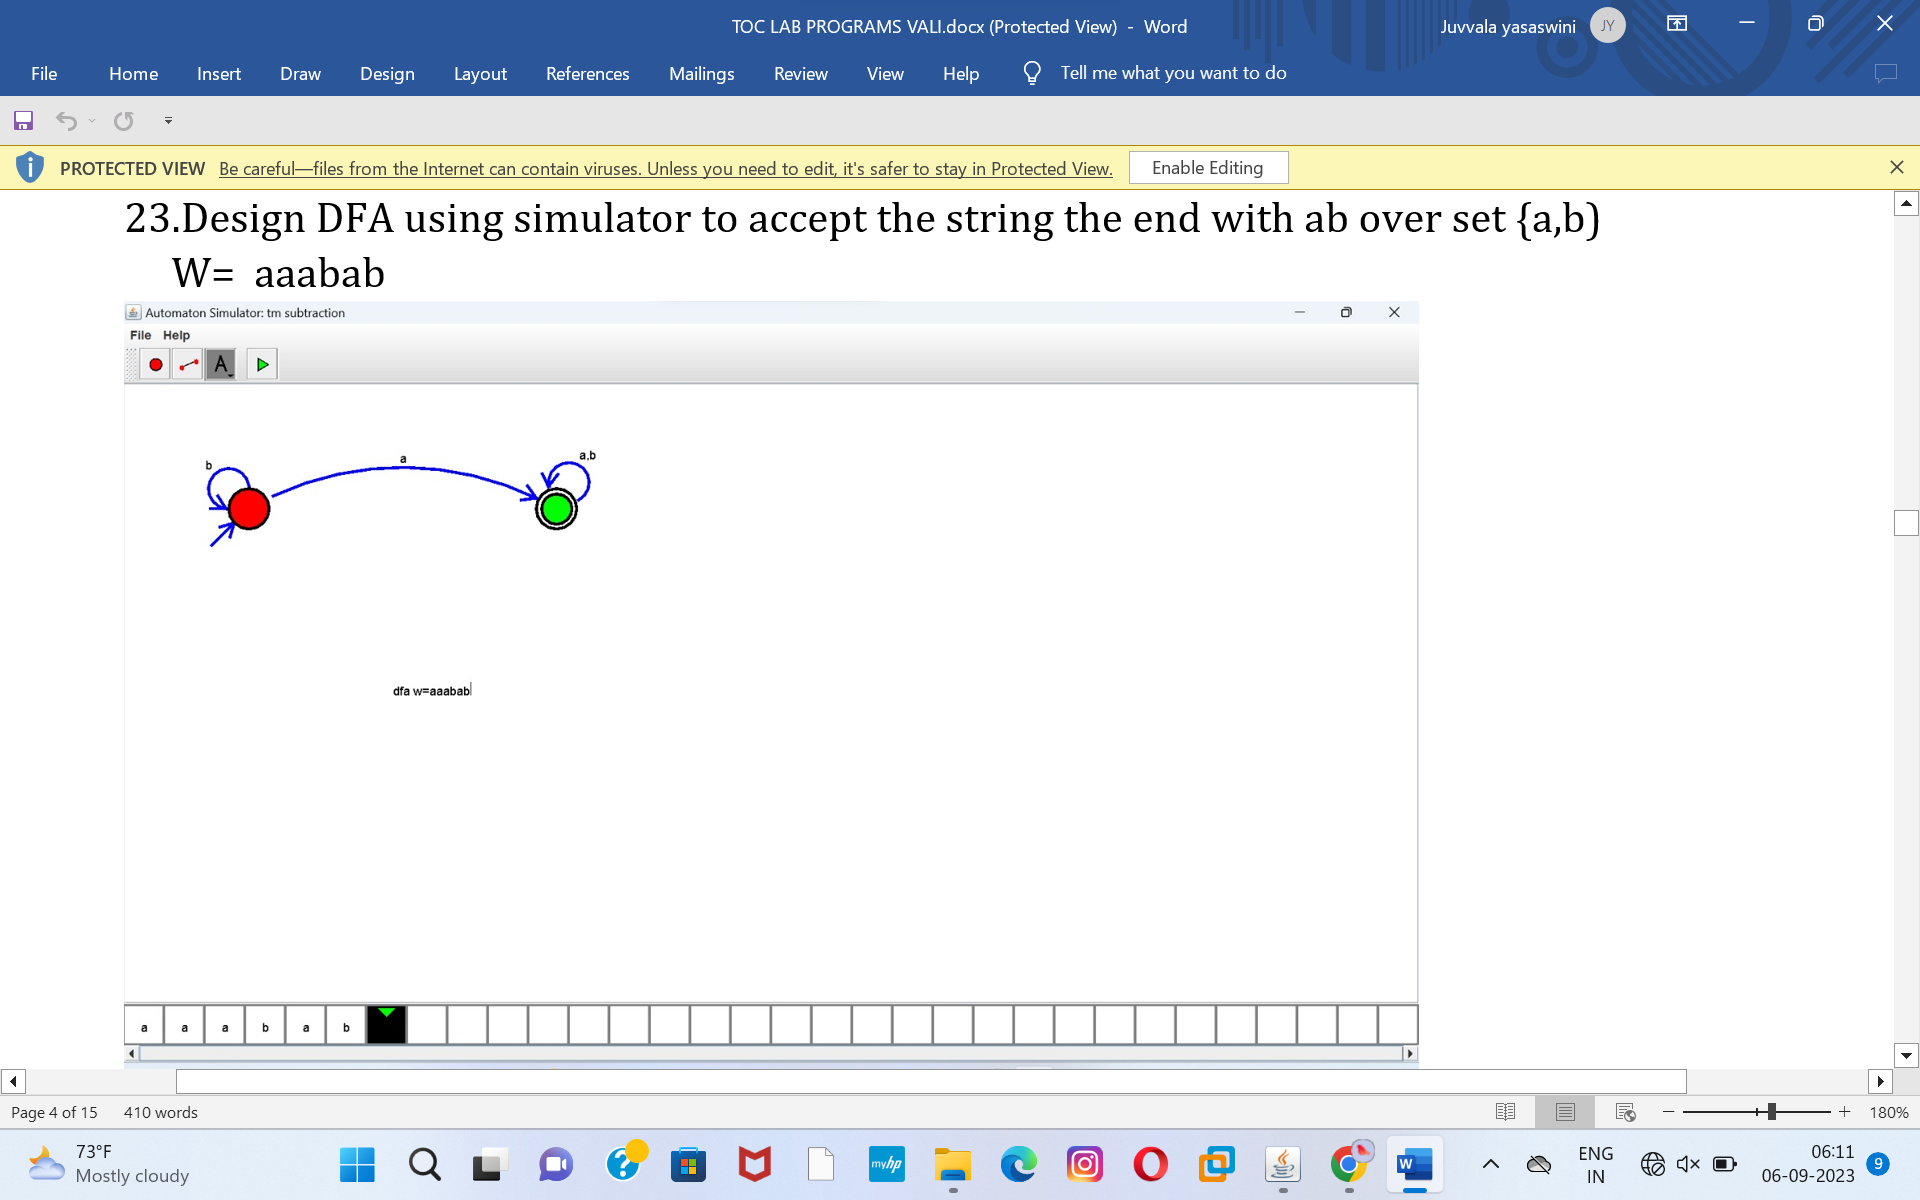 TOC LAB PROGRAMS VALI.docx (Protected View) - Word
Juvvala yasaswini
JY
File Home Insert Draw Design Layout References Mailings Review View Help Tell me what you want to do
PROTECTED VIEW Be careful—files from the Internet can contain viruses. Unless you need to edit, it's safer to stay in Protected View. Enable Editing
23.Design DFA using simulator to accept the string the end with ab over set {a,b)
W= aaabab
Automaton Simulator: tm subtraction
File Help
A
b
a
a,b
dfa w=aaabab
a a a b a b
Page 4 of 15 410 words
180%
73°F
Mostly cloudy
myhp
W
ENG
IN
06:11
06-09-2023
9